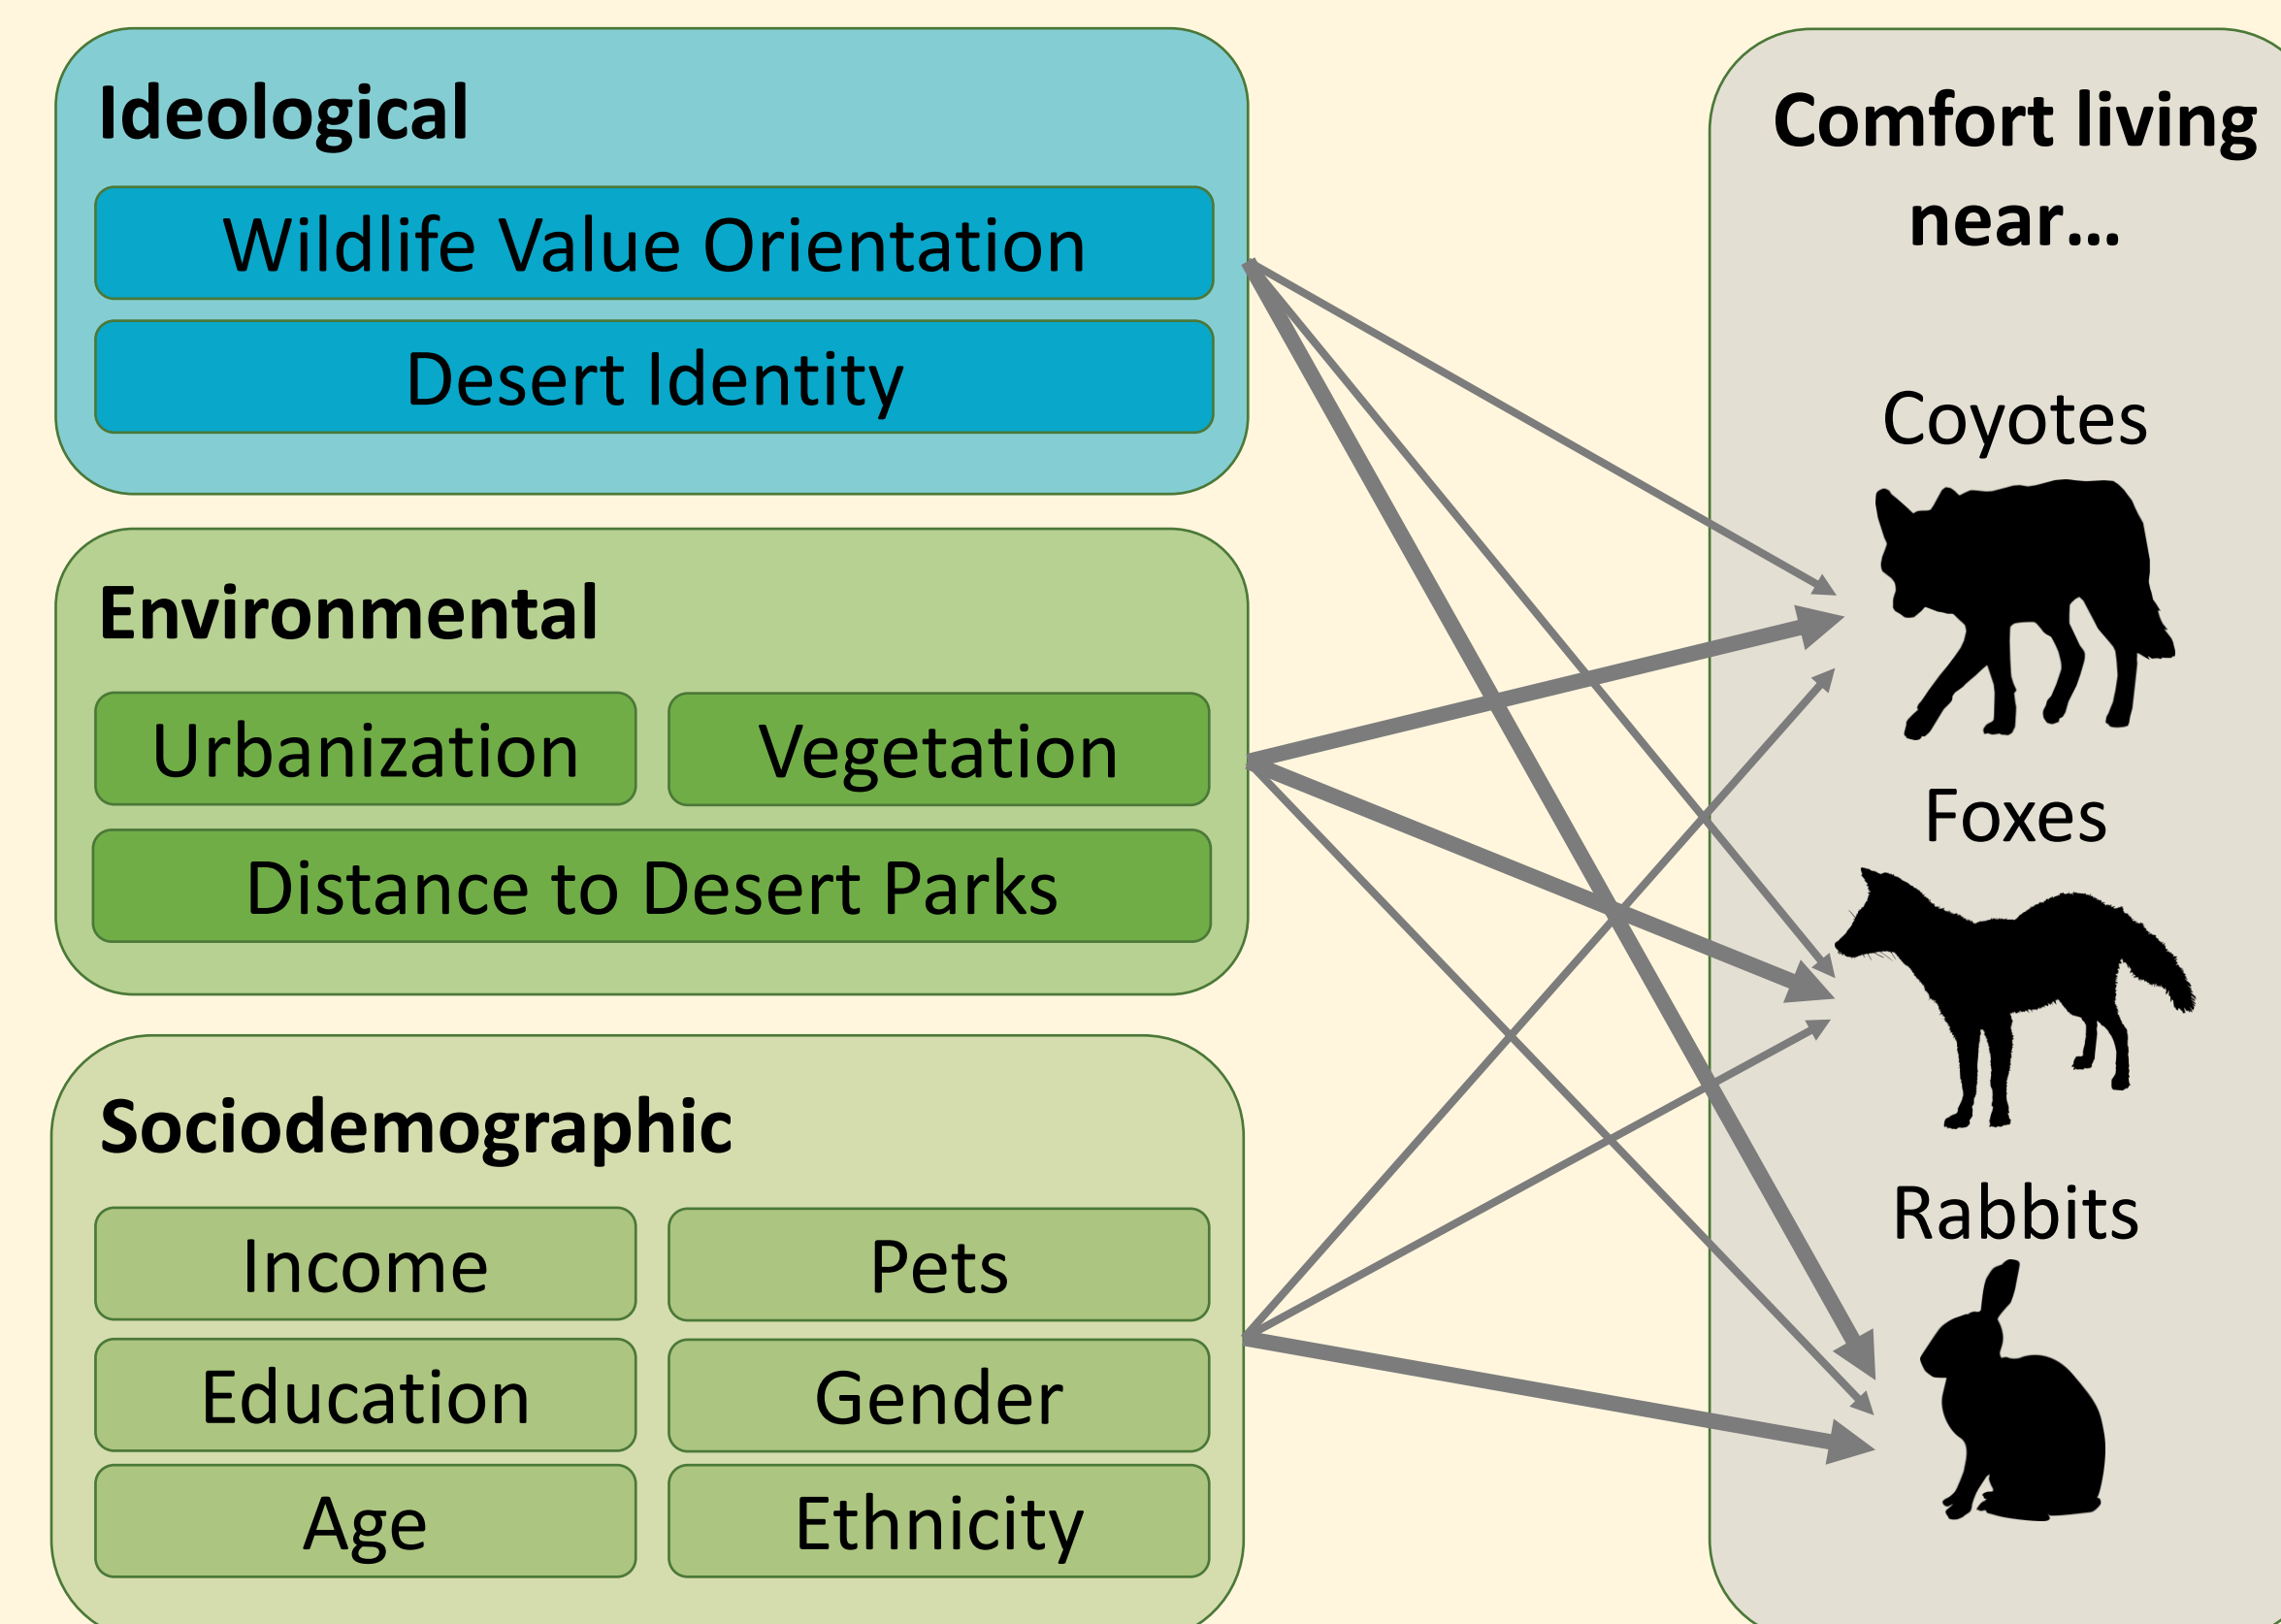 Ideological
Wildlife Value Orientation
Desert Identity
Environmental
Urbanization
Vegetation
Distance to Desert Parks
Sociodemographic
Income
Pets
Education
Gender
Age
Ethnicity
Comfort living
near...
Coyotes
Foxes
Rabbits